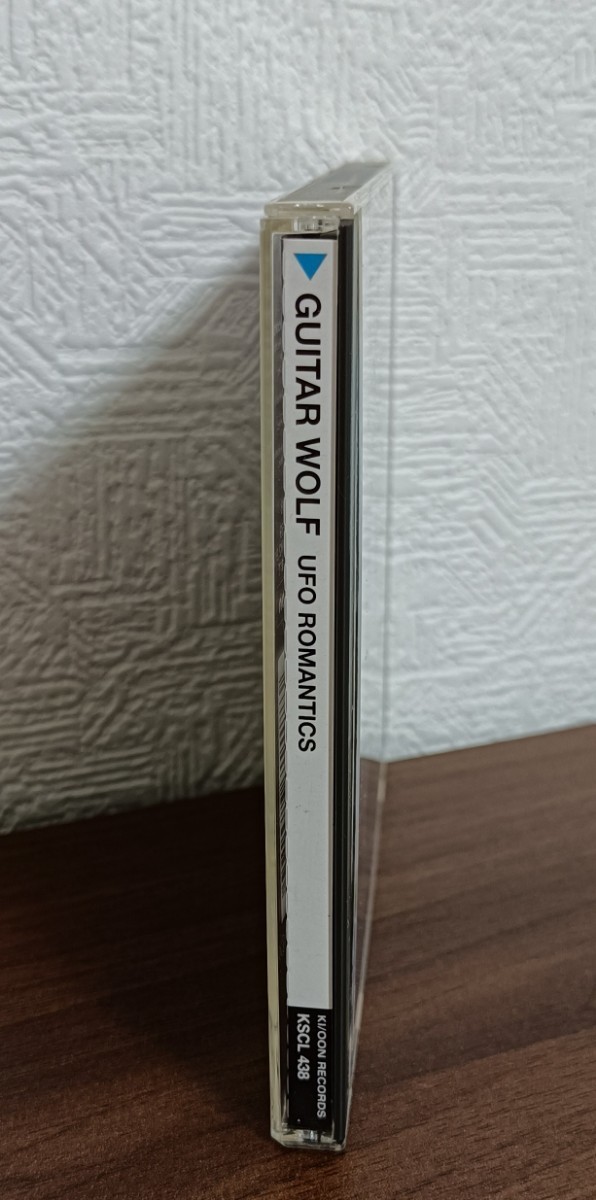 GUITAR WOLF UFO ROMANTICS
KI/OON RECORDS
KSCL 438